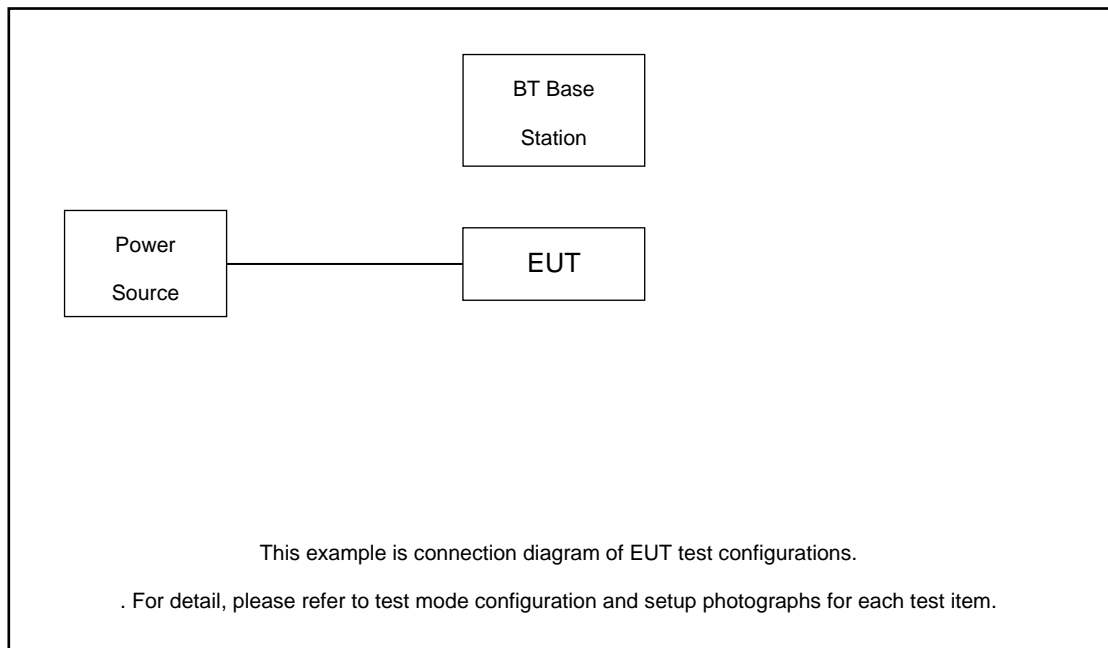 BT Base
Station
Power
Source
EUT
This example is connection diagram of EUT test configurations.
. For detail, please refer to test mode configuration and setup photographs for each test item.